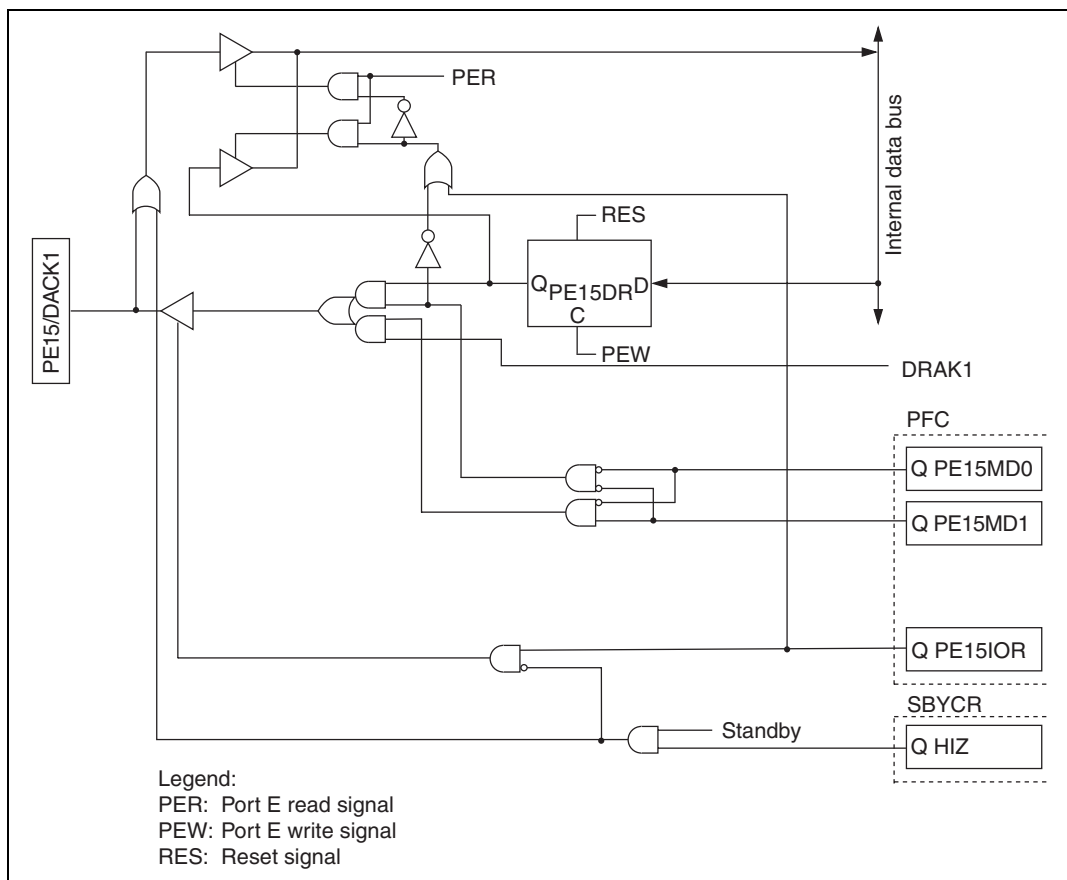 PER
Internal data bus
RES
Q PE15DR D
C
PEW
PE15/DACK1
DRAK1
PFC
Q PE15MD0
Q PE15MD1
Q PE15IOR
SBYCR
Standby
Q HIZ
Legend:
PER: Port E read signal
PEW: Port E write signal
RES: Reset signal